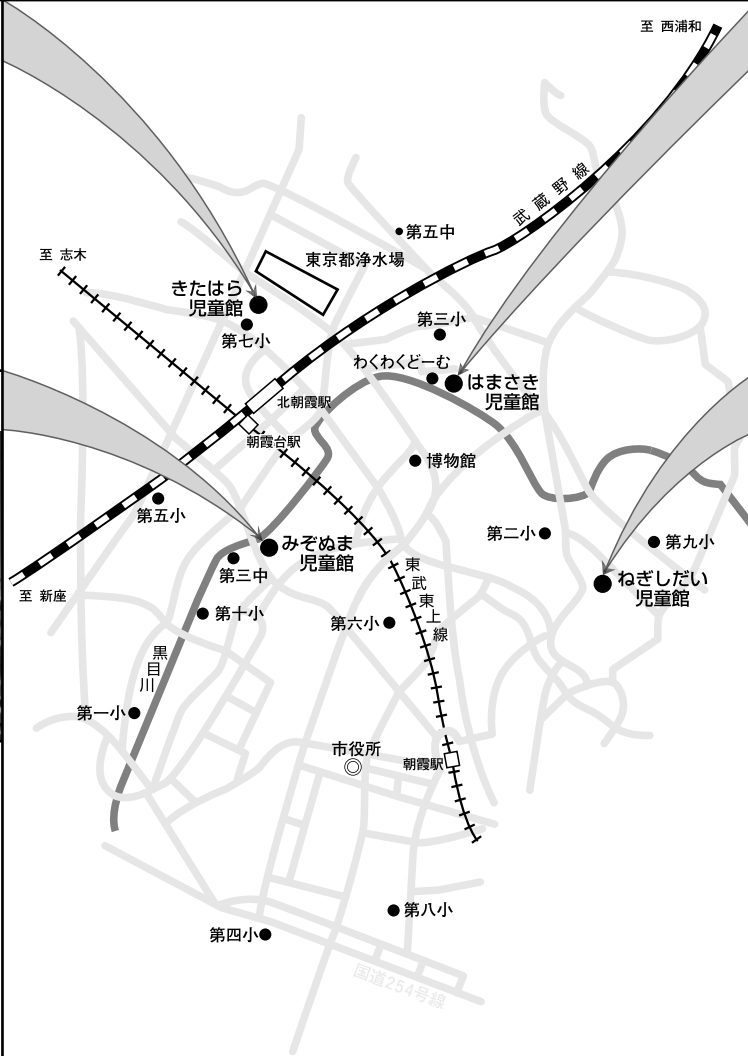 至 西浦和
武蔵野線
第五中
至 志木
東京都浄水場
きたはら
児童館
第七小
第三小
わくわくどーむ
はまさき
児童館
北朝霞駅
朝霞台駅
博物館
第五小
第二小
第九小
みぞぬま
児童館
第三中
ねぎしだい
児童館
至 新座
東武東上線
第十小
第六小
黒目川
第一小
市役所
朝霞駅
第八小
第四小
国道254号線